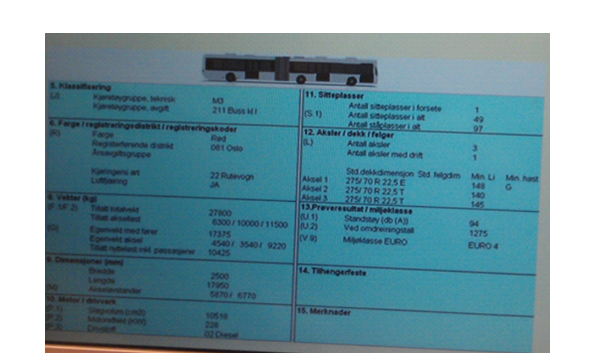 5. Klassifisering
(J) Kjøretøygruppe, teknisk M3
Kjøretøygruppe, avgift 211 Buss kl I
6. Farge / registreringsdistrikt / registreringskoder
(R) Farge Rød
Registrerende distrikt 081 Oslo
Årsavgiftsgruppe
Kjøringens art 22 Rutevogn
Luftfjæring JA
8. Vekter (kg)
(F. UF.2) Tillatt totalvekt 27800
Tillatt aksellast 6300 / 10000 / 11500
(G) Egenvekt med fører 17375
Egenvekt aksel 4540 / 3540 / 9220
Tillatt nyttelast inkl. passasjerer 10425
9. Dimensjoner (mm)
Bredde 2500
Lengde 17950
Akselavstander 5870 / 6770
10. Motor / drivverk
(P.1) Slagvolum (cm3)
(P.2) Motoreffekt (kW) 228
(P.3) Drivstoff 02 Diesel
11. Sitteplasser
Antall sitteplasser i forsete 1
(S.1) Antall sitteplasser i alt 49
Antall ståplasser i alt 97
12. Aksler / dekk / felger
(L) Antall aksler 3
Antall aksler med drift 1
Std.dekkdimensjon Std. felgdim Min. LI Min. hast.
Aksel 1 275/ 70 R 22,5 E 148 G
Aksel 2 275/ 70 R 22,5 T 140
Aksel 3 275/ 70 R 22,5 T 145
13.Prøveresultat / miljøklasse
(U.1) Standstøy (db (A)) 94
(U.2) Ved omdreiningstall 1275
(V.9) Miljøklasse EURO EURO 4
14. Tilhengerfeste
15. Merknader